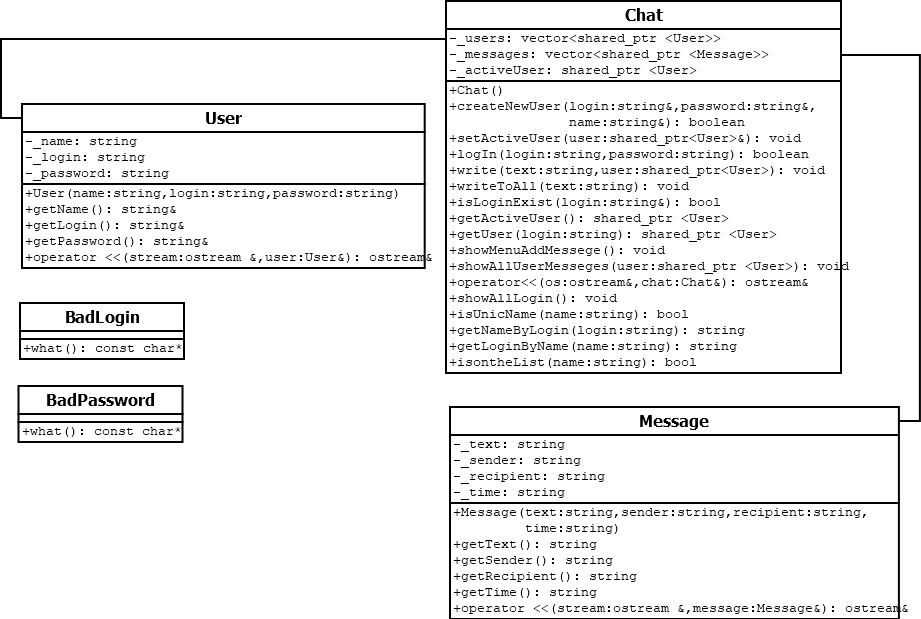 Chat
-_users: vector<shared_ptr <User>>
-_messages: vector<shared_ptr <Message>>
-_activeUser: shared_ptr <User>
+Chat()
+createNewUser(login:string&,password:string&,
name:string&): boolean
+setActiveUser(user:shared_ptr<User>&): void
+logIn(login:string,password:string): boolean
+write(text:string,user:shared_ptr<User>): void
+writeToAll(text:string): void
+isLoginExist(login:string&): bool
+getActiveUser(): shared_ptr <User>
+getUser(login:string): shared_ptr <User>
+showMenuAddMessege(): void
+showAllUserMesseges(user:shared_ptr <User>): void
+operator<<(os:ostream&,chat:Chat&): ostream&
+showAllLogin(): void
+isUnicName(name:string): bool
+getNameByLogin(login:string): string
+getLoginByName(name:string): string
+isontheList(name:string): bool
User
-_name: string
-_login: string
-_password: string
+User(name:string,login:string,password:string)
+getName(): string&
+getLogin(): string&
+getPassword(): string&
+operator <<(stream:ostream &,user:User&): ostream&
BadLogin
+what(): const char*
BadPassword
+what(): const char*
Message
-_text: string
-_sender: string
-_recipient: string
-_time: string
+Message(text:string,sender:string,recipient:string,
time:string)
+getText(): string
+getSender(): string
+getRecipient(): string
+getTime(): string
+operator <<(stream:ostream &,message:Message&): ostream&